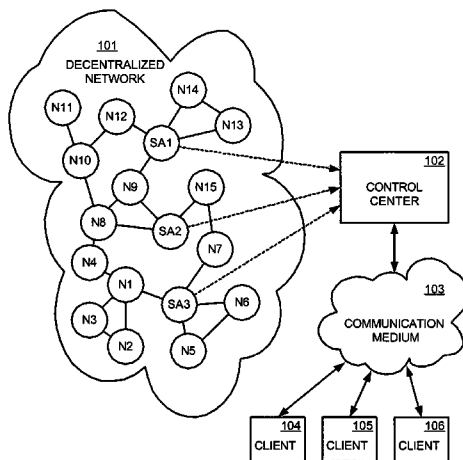 101
DECENTRALIZED
NETWORK
N11
N12
N14
N13
SA1
N10
N9
N15
N8
SA2
N7
N4
N1
N3
N2
SA3
N6
N5
102
CONTROL
CENTER
103
COMMUNICATION
MEDIUM
104
CLIENT
105
CLIENT
106
CLIENT